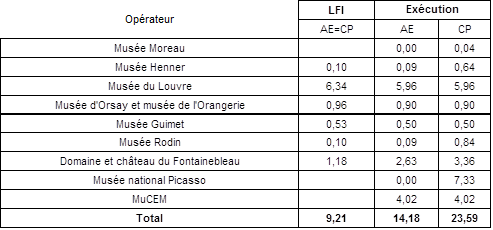 Opérateur LFI Exécution
AE=CP AE CP
Musée Moreau 0,00 0,04
Musée Henner 0,10 0,09 0,64
Musée du Louvre 6,34 5,96 5,96
Musée d'Orsay et musée de l'Orangerie 0,96 0,90 0,90
Musée Guimet 0,53 0,50 0,50
Musée Rodin 0,10 0,09 0,84
Domaine et château du Fontainebleau 1,18 2,63 3,36
Musée national Picasso 0,00 7,33
MuCEM 4,02 4,02
Total 9,21 14,18 23,59